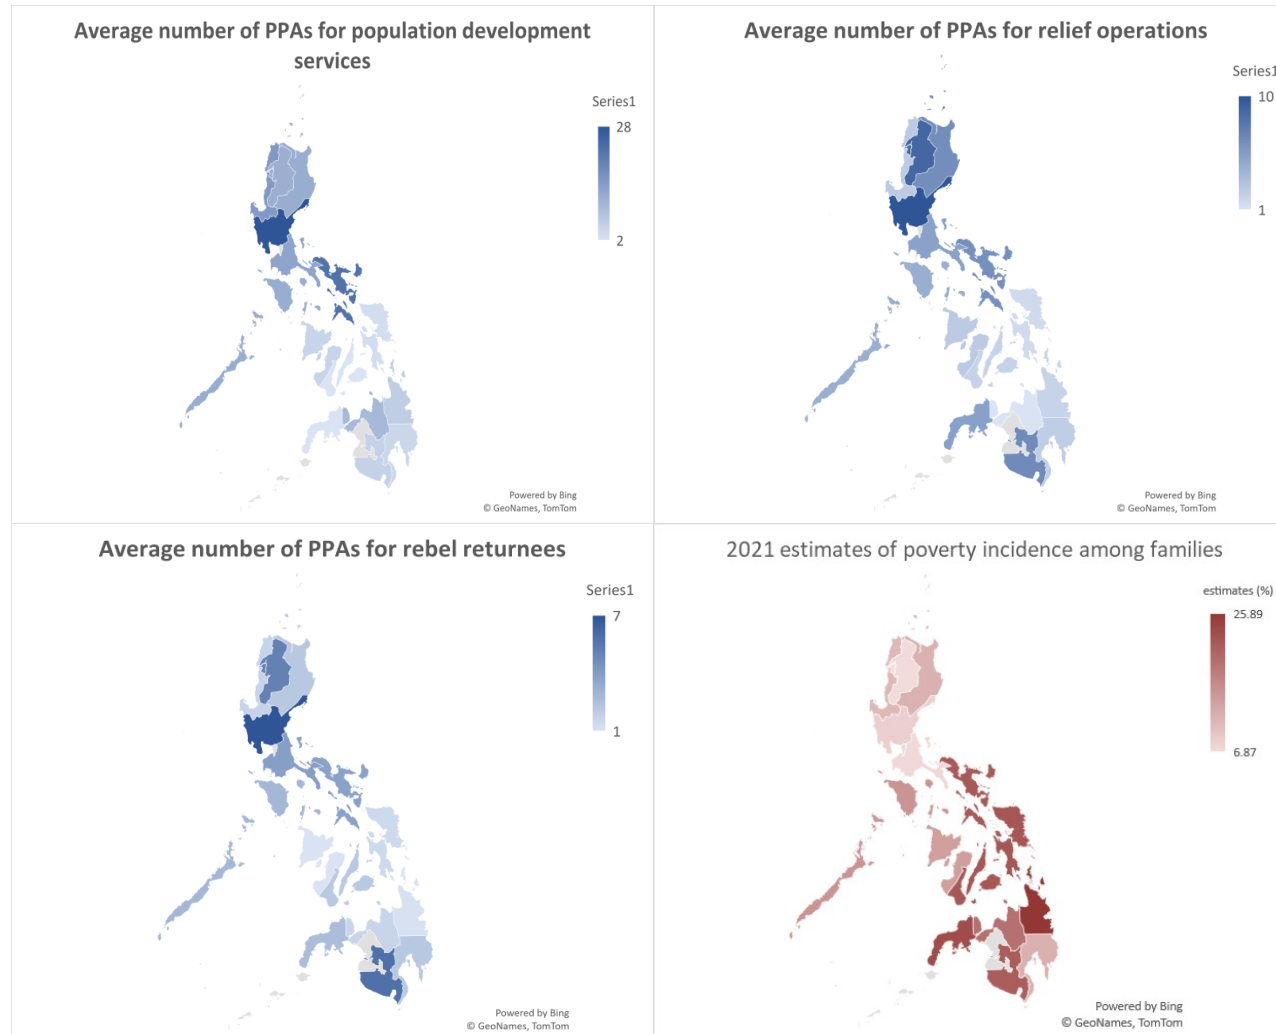 Average number of PPAs for population development
services
Series1
28
2
Powered by Bing
© GeoNames, TomTom
Average number of PPAs for relief operations
Series1
10
1
Powered by Bing
© GeoNames, TomTom
Average number of PPAs for rebel returnees
Series1
7
1
Powered by Bing
© GeoNames, TomTom
2021 estimates of poverty incidence among families
estimates (%)
25.89
6.87
Powered by Bing
© GeoNames, TomTom